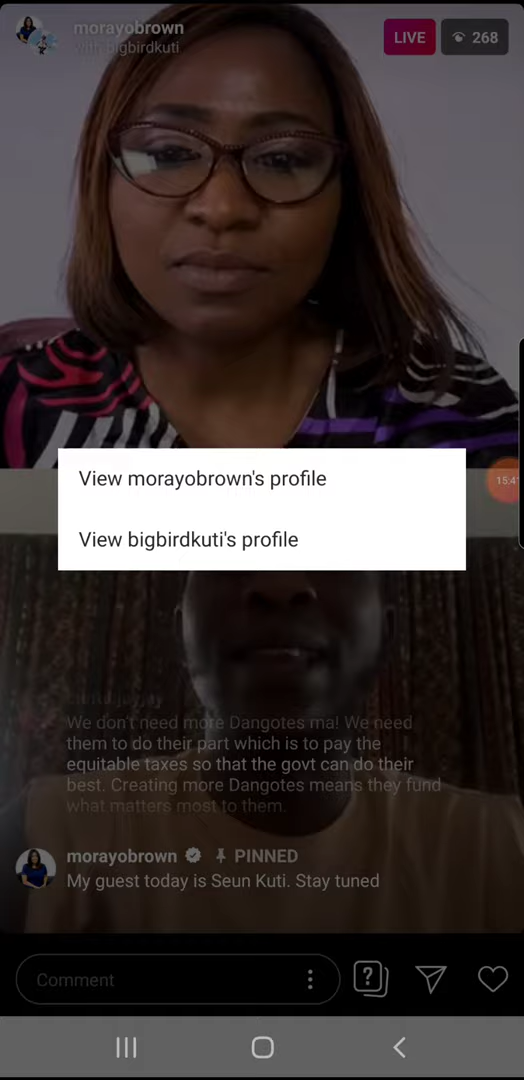 morayobrown
with bigbirdkuti
LIVE
268
View morayobrown's profile
15:4
View bigbirdkuti's profile
We don't need more Dangotes ma! We need
them to do their part which is to pay the
equitable taxes so that the govt can do their
best. Creating more Dangotes means they fund
what matters most to them.
morayobrown PINNED
My guest today is Seun Kuti. Stay tuned
Comment